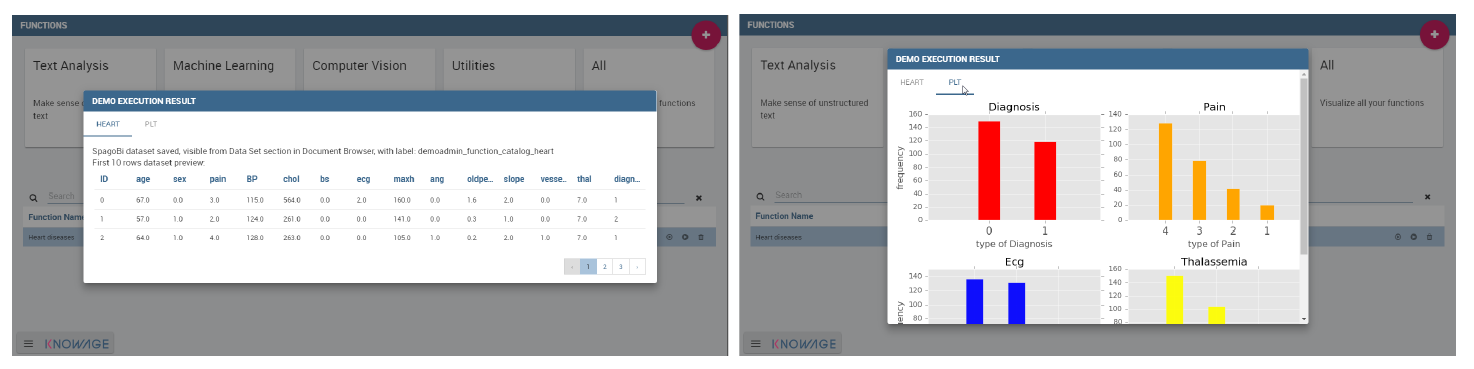 FUNCTIONS
+
Text Analysis Machine Learning Computer Vision Utilities All
Make sense
text
functions
DEMO EXECUTION RESULT
HEART PLT
SpagoBi dataset saved, visible from Data Set section in Document Browser, with label: demoadmin_function_catalog_heart
First 10 rows dataset preview:
ID age sex pain BP chol bs ecg maxh ang oldpe... slope vesse... thal diagn...
0 67.0 0.0 3.0 115.0 564.0 0.0 2.0 160.0 0.0 1.6 2.0 0.0 7.0 1
1 57.0 1.0 2.0 124.0 261.0 0.0 0.0 141.0 0.0 0.3 1.0 0.0 7.0 2
2 64.0 1.0 4.0 128.0 263.0 0.0 0.0 105.0 1.0 0.2 2.0 1.0 7.0 1
‹ 1 2 3 ›
Search
Function Name
Heart diseases
KNOWAGE
FUNCTIONS
+
Text Analysis All
Make sense of unstructured
text
Visualize all your functions
DEMO EXECUTION RESULT
HEART PLT
Diagnosis
160
140
120
100
80
60
40
20
0
frequency
0 1
type of Diagnosis
Pain
140
120
100
80
60
40
20
0
4 3 2 1
type of Pain
Ecg
140
120
100
80
quency
Thalassemia
160
140
120
100
80
Search
Function Name
Heart diseases
KNOWAGE